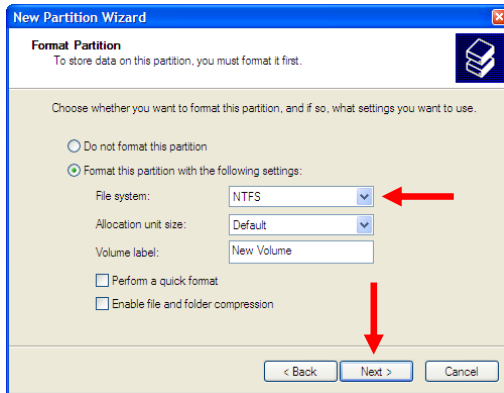 New Partition Wizard
Format Partition
To store data on this partition, you must format it first.
Choose whether you want to format this partition, and if so, what settings you want to use.
Do not format this partition
Format this partition with the following settings:
File system: NTFS
Allocation unit size: Default
Volume label: New Volume
Perform a quick format
Enable file and folder compression
< Back Next > Cancel